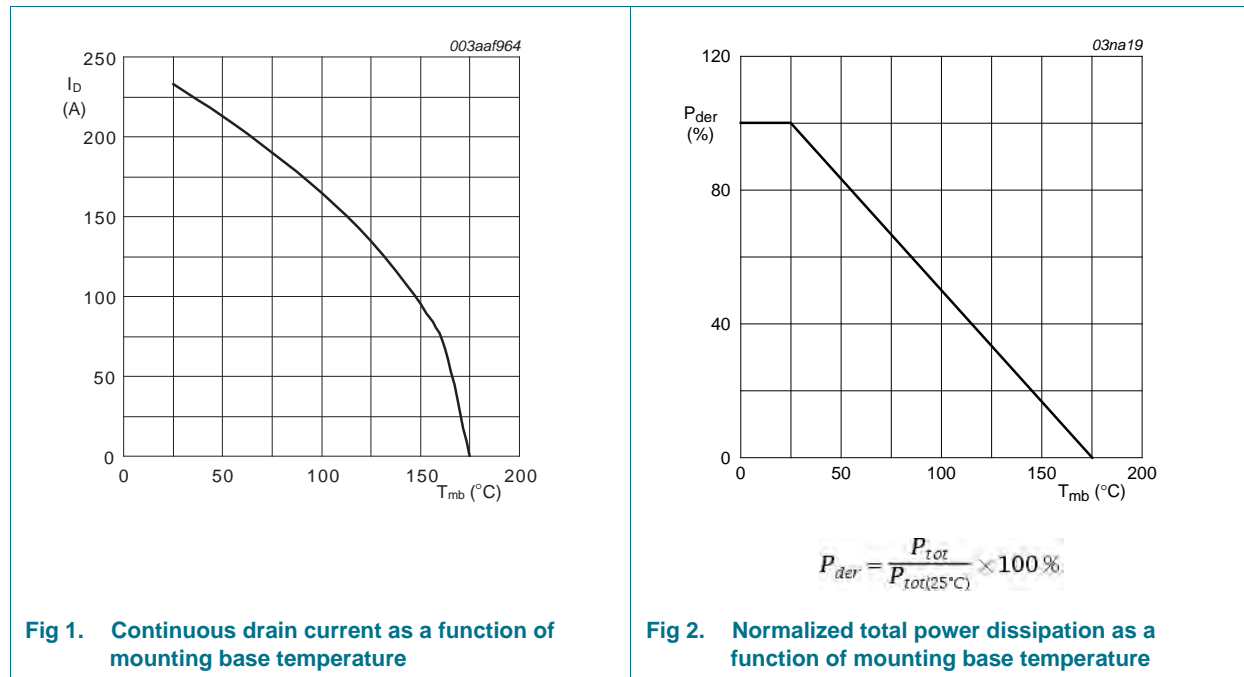 003aaf964
250
I_D
(A)
200
150
100
50
0
0 50 100 150 200
T_mb (°C)
Fig 1. Continuous drain current as a function of
mounting base temperature
03na19
120
P_der
(%)
80
40
0
0 50 100 150 200
T_mb (°C)
P_der = P_tot / P_tot(25°C) × 100 %
Fig 2. Normalized total power dissipation as a
function of mounting base temperature